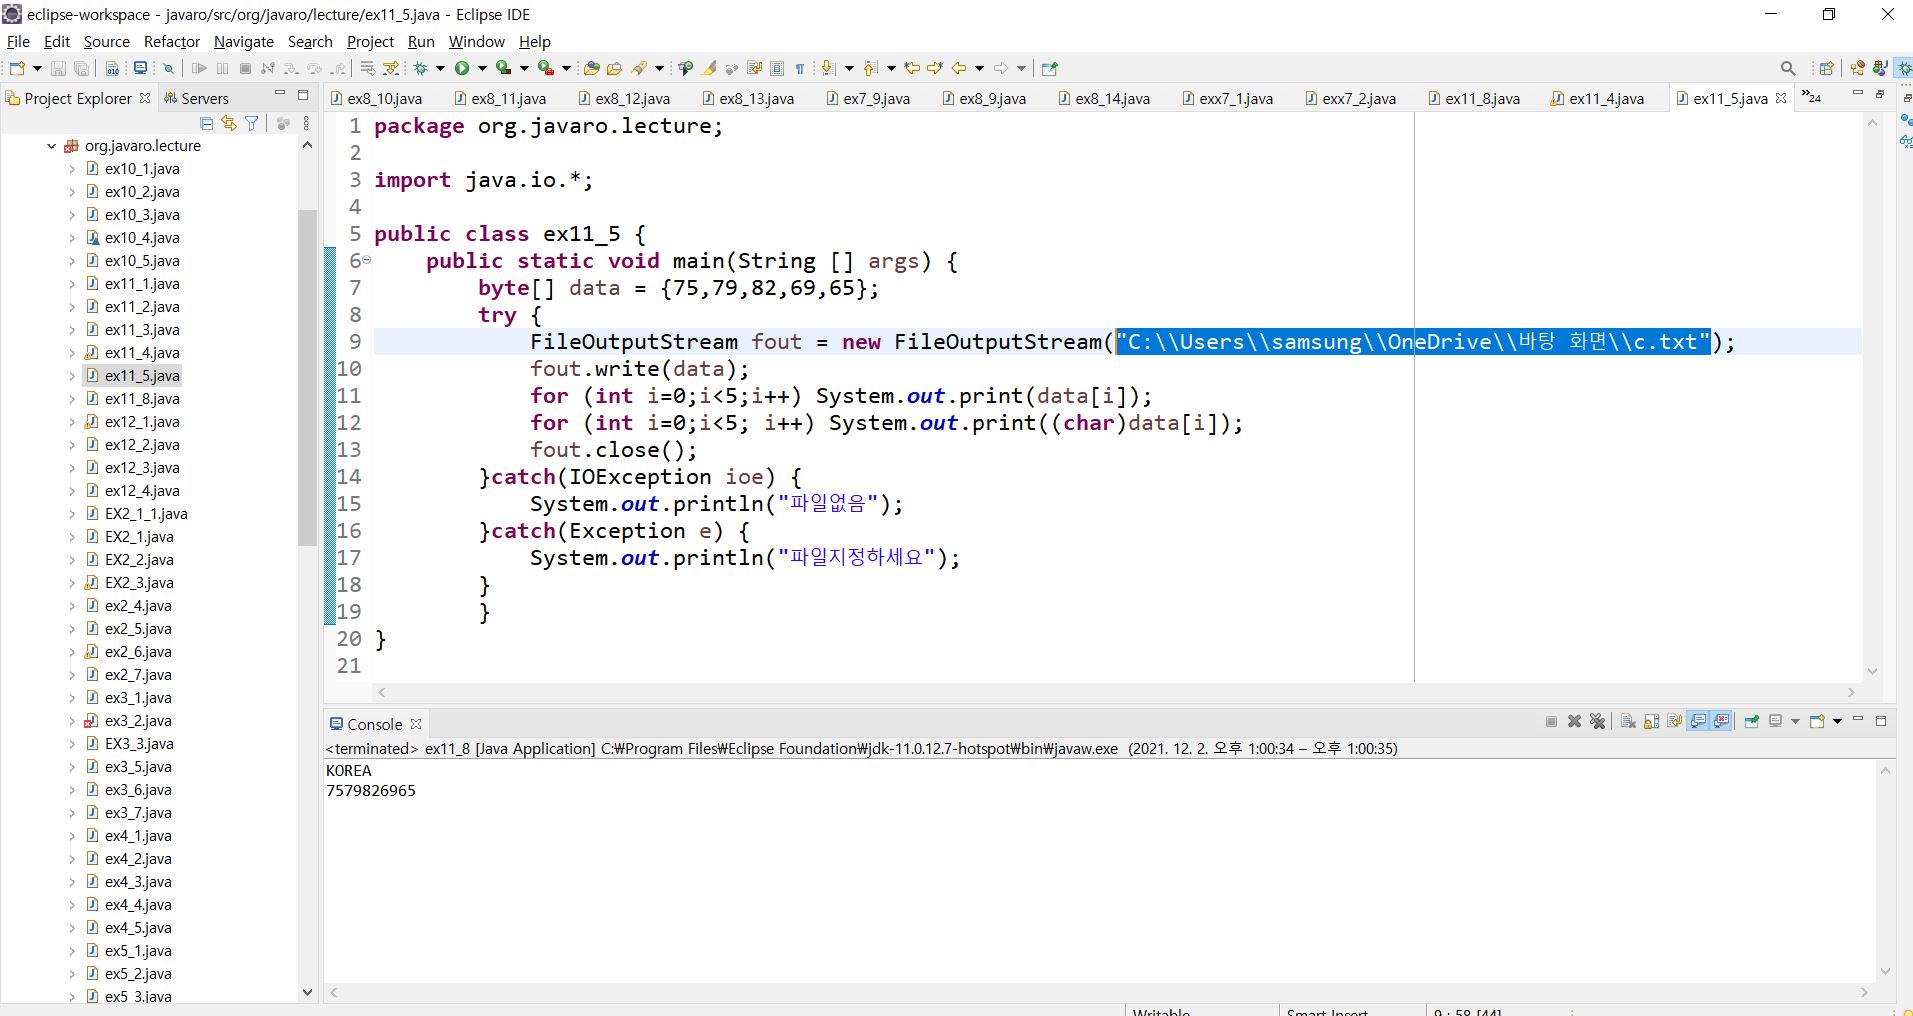 eclipse-workspace - javaro/src/org/javaro/lecture/ex11_5.java - Eclipse IDE
File Edit Source Refactor Navigate Search Project Run Window Help
Project Explorer Servers
ex8_10.java ex8_11.java ex8_12.java ex8_13.java ex7_9.java ex8_9.java ex8_14.java exx7_1.java exx7_2.java ex11_8.java ex11_4.java ex11_5.java »24
org.javaro.lecture
ex10_1.java
ex10_2.java
ex10_3.java
ex10_4.java
ex10_5.java
ex11_1.java
ex11_2.java
ex11_3.java
ex11_4.java
ex11_5.java
ex11_8.java
ex12_1.java
ex12_2.java
ex12_3.java
ex12_4.java
EX2_1_1.java
EX2_1.java
EX2_2.java
EX2_3.java
ex2_4.java
ex2_5.java
ex2_6.java
ex2_7.java
ex3_1.java
ex3_2.java
EX3_3.java
ex3_5.java
ex3_6.java
ex3_7.java
ex4_1.java
ex4_2.java
ex4_3.java
ex4_4.java
ex4_5.java
ex5_1.java
ex5_2.java
ex5_3.java
1 package org.javaro.lecture;
2
3 import java.io.*;
4
5 public class ex11_5 {
6 public static void main(String [] args) {
7 byte[] data = {75,79,82,69,65};
8 try {
9 FileOutputStream fout = new FileOutputStream("C:\\Users\\samsung\\OneDrive\\바탕 화면\\c.txt");
10 fout.write(data);
11 for (int i=0;i<5;i++) System.out.print(data[i]);
12 for (int i=0;i<5; i++) System.out.print((char)data[i]);
13 fout.close();
14 }catch(IOException ioe) {
15 System.out.println("파일없음");
16 }catch(Exception e) {
17 System.out.println("파일지정하세요");
18 }
19 }
20 }
21
Console
<terminated> ex11_8 [Java Application] C:₩Program Files₩Eclipse Foundation₩jdk-11.0.12.7-hotspot₩bin₩javaw.exe (2021. 12. 2. 오후 1:00:34 – 오후 1:00:35)
KOREA
7579826965
Writable Smart Insert 9 : 58 [44]